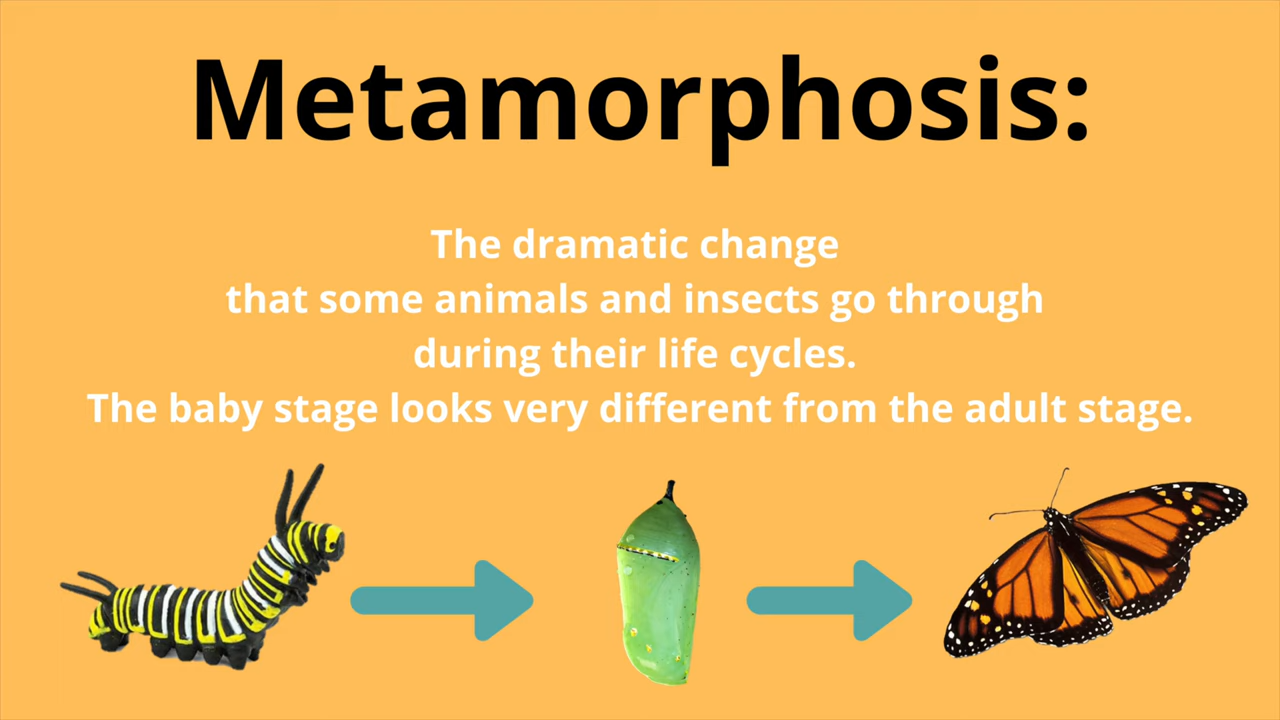 Metamorphosis:
The dramatic change
that some animals and insects go through
during their life cycles.
The baby stage looks very different from the adult stage.